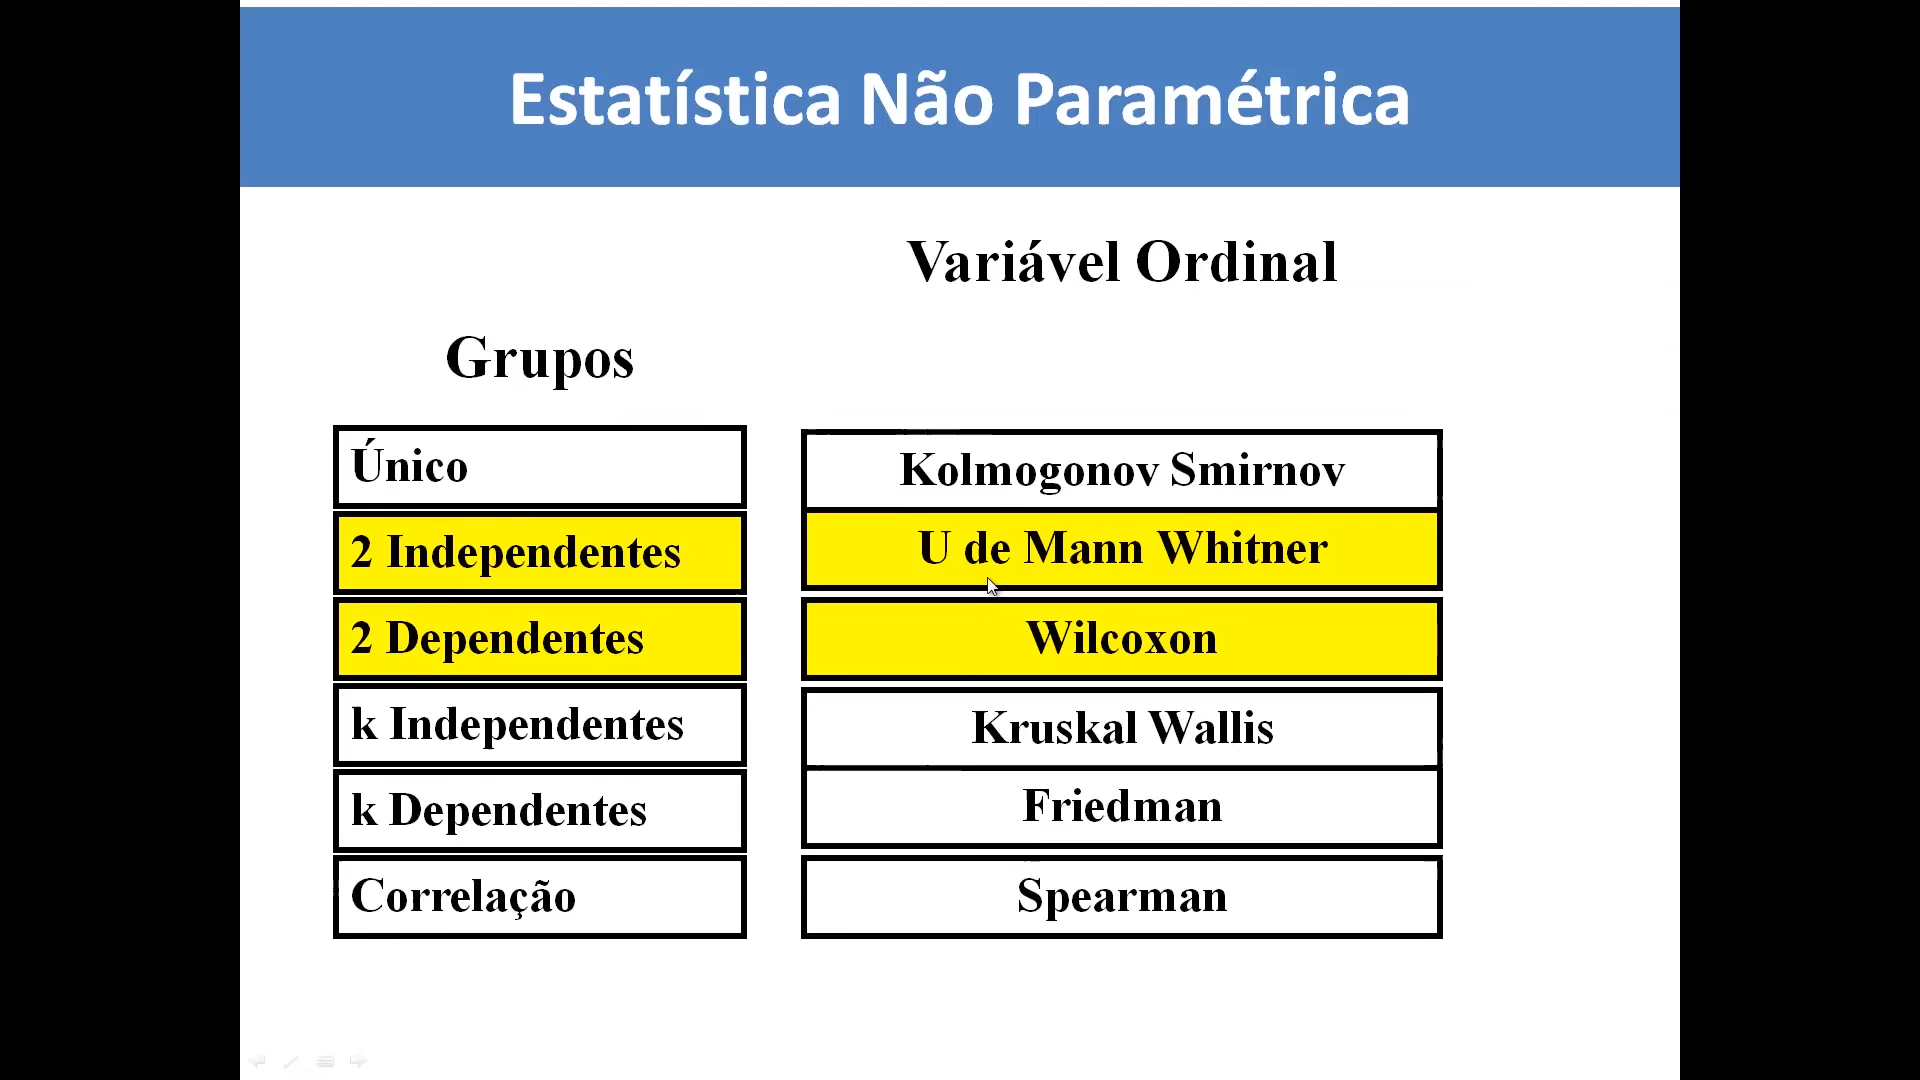 Estatística Não Paramétrica
Variável Ordinal
Grupos
Único
Kolmogonov Smirnov
2 Independentes
U de Mann Whitner
2 Dependentes
Wilcoxon
k Independentes
Kruskal Wallis
k Dependentes
Friedman
Correlação
Spearman